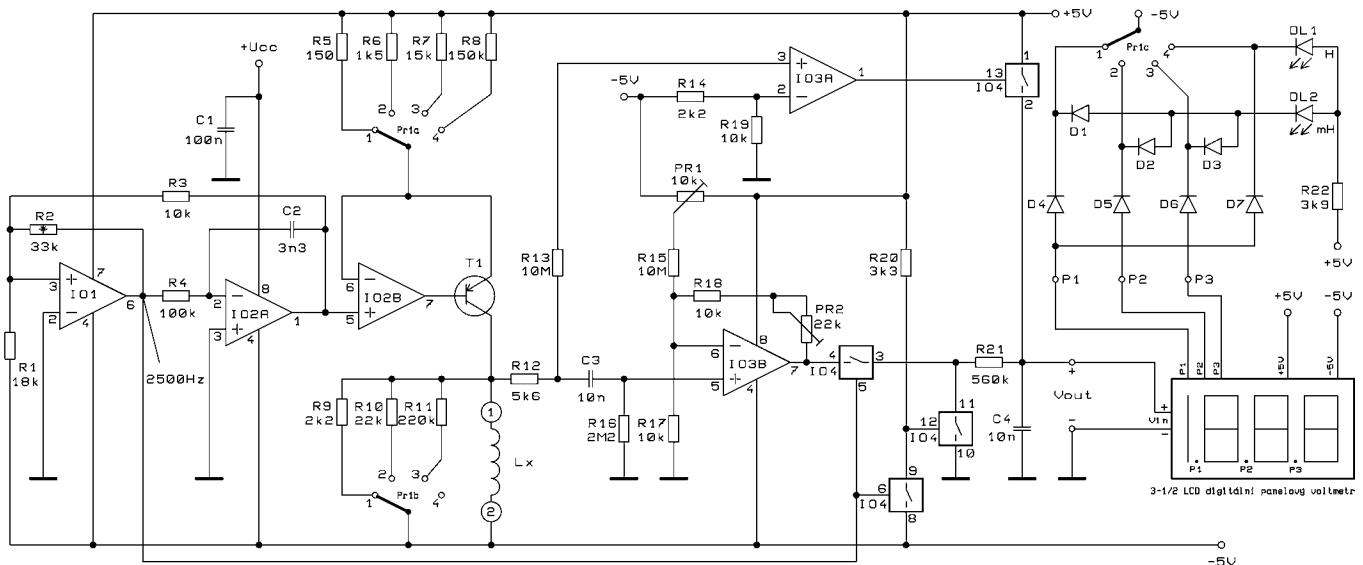 R5
150
R6
1k5
R7
15k
R8
150k
+5V
-5V
DL1
H
1
Pr1c
4
2
3
+Ucc
C1
100n
2
3
1
Pr1a
4
-5V
R14
2k2
3
+
1
2
−
IO3A
13
IO4
1
2
R19
10k
D1
DL2
mH
D2
D3
R3
10k
R2
33k
C2
3n3
PR1
10k
D4
D5
D6
D7
R22
3k9
+5V
R13
10M
R15
10M
R20
3k3
R18
10k
PR2
22k
T1
3
+
7
IO1
6
2
−
4
R4
100k
8
2
−
IO2A
1
3
+
4
6
−
IO2B
7
5
+
P1
P2
P3
+5V
-5V
8
6
−
IO3B
7
5
+
4
4
3
IO4
5
R21
560k
R1
18k
2500Hz
R12
5k6
C3
10n
R9
2k2
R10
22k
R11
220k
1
Lx
2
R16
2M2
R17
10k
11
12
IO4
10
C4
10n
+
Vout
−
P1
P2
P3
+5V
-5V
+
Vin
−
P1
P2
P3
3-1/2 LCD digitální panelový voltmetr
2
3
1
Pr1b
4
9
6
IO4
8
-5V